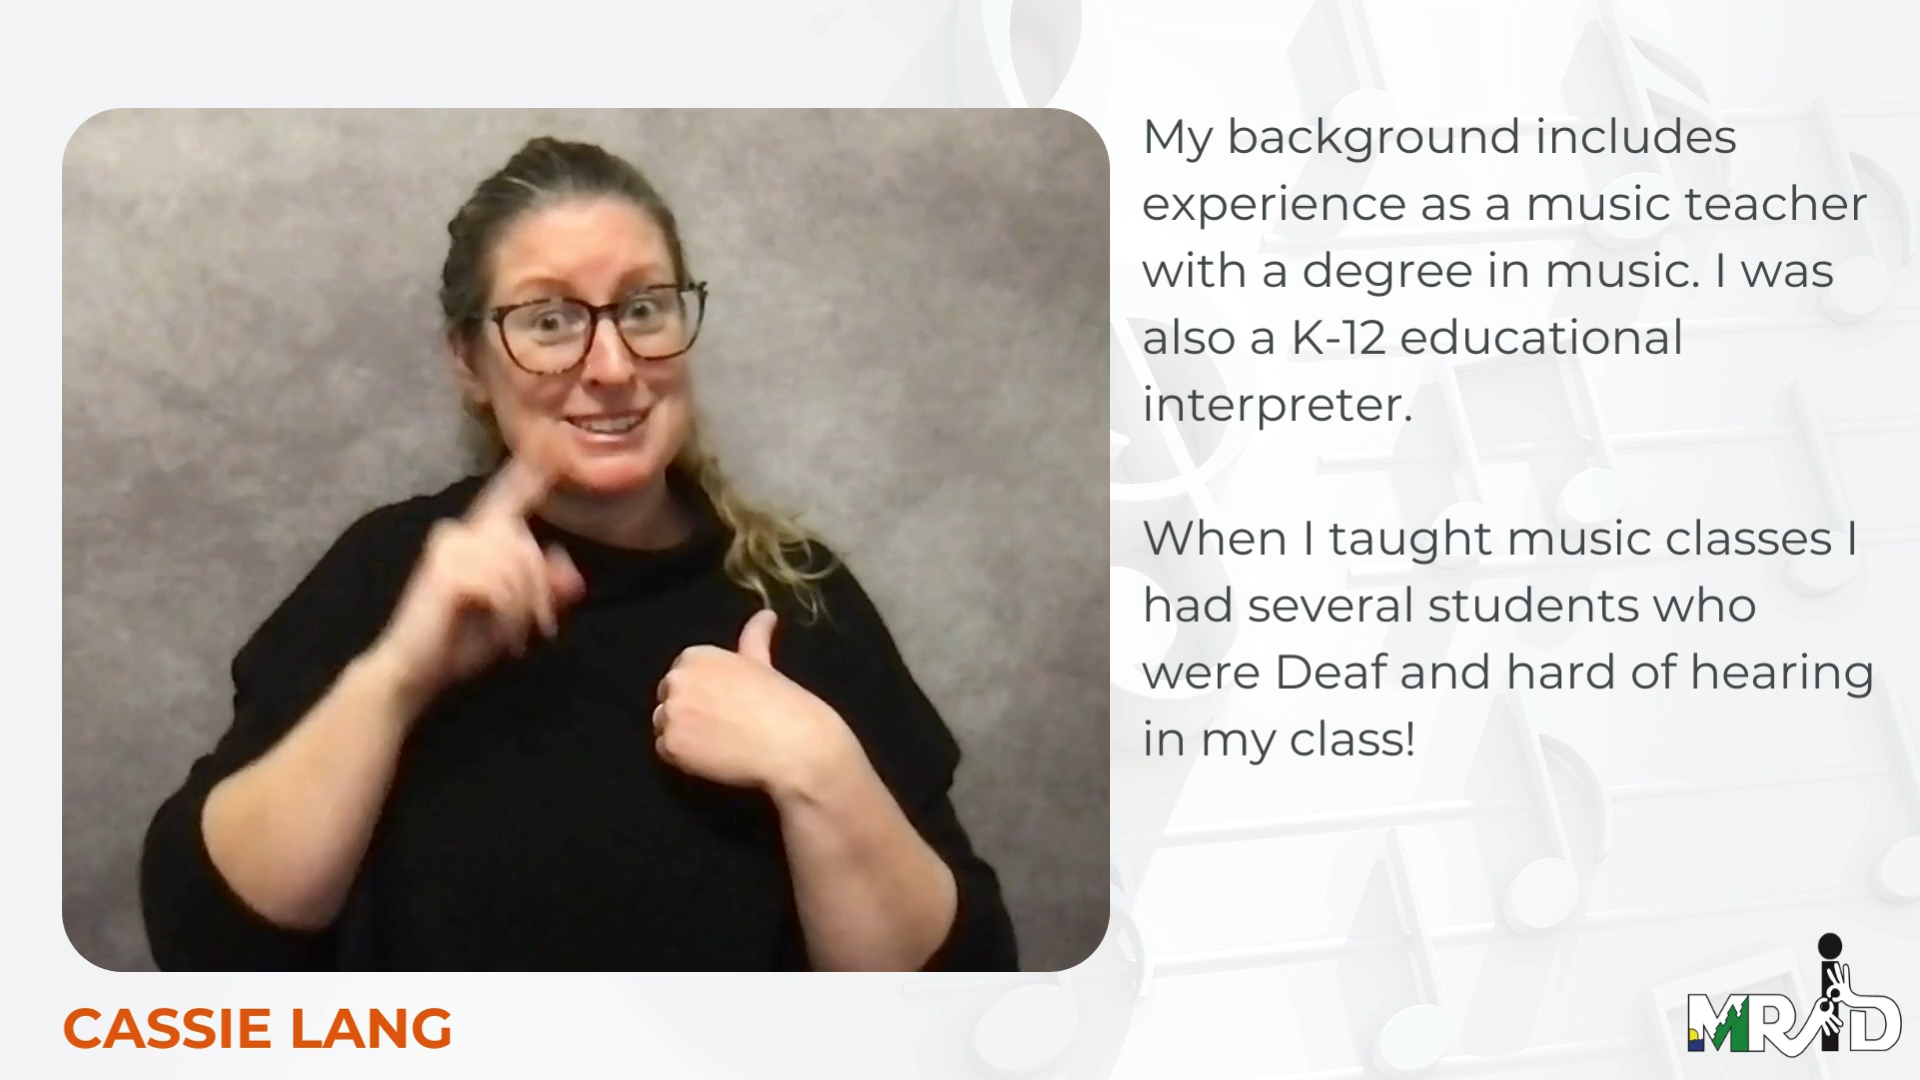 My background includes
experience as a music teacher
with a degree in music. I was
also a K-12 educational
interpreter.
When I taught music classes I
had several students who
were Deaf and hard of hearing
in my class!
CASSIE LANG
MRID